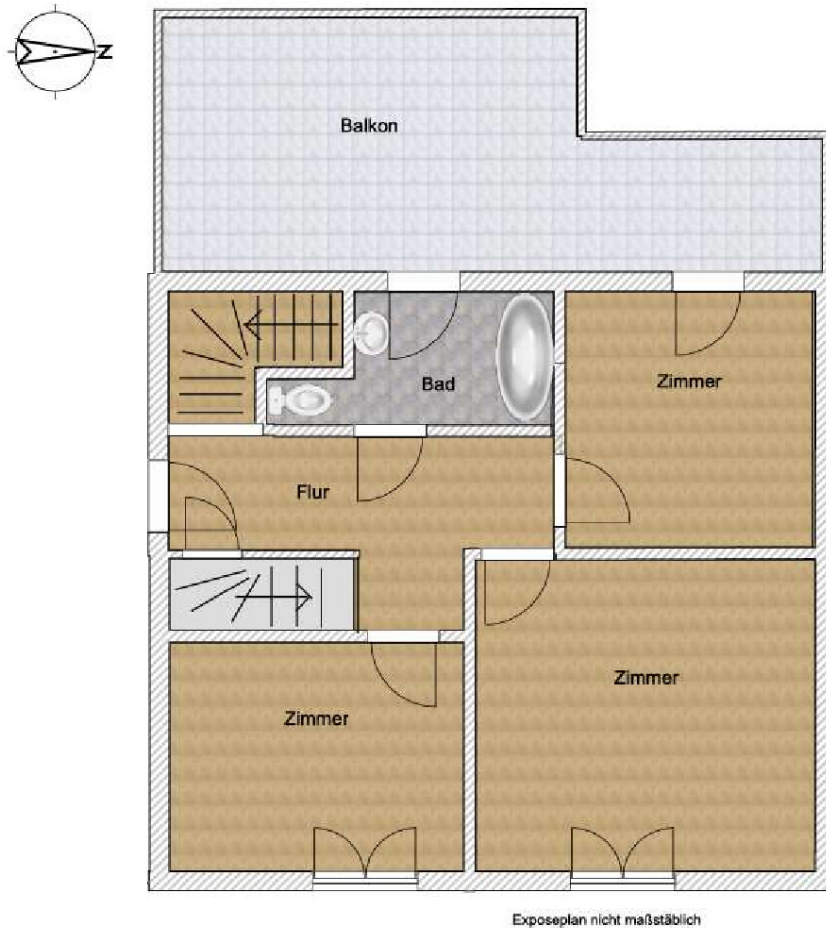 N
Balkon
Zimmer
Bad
Flur
Zimmer
Zimmer
Exposeplan nicht maßstäblich